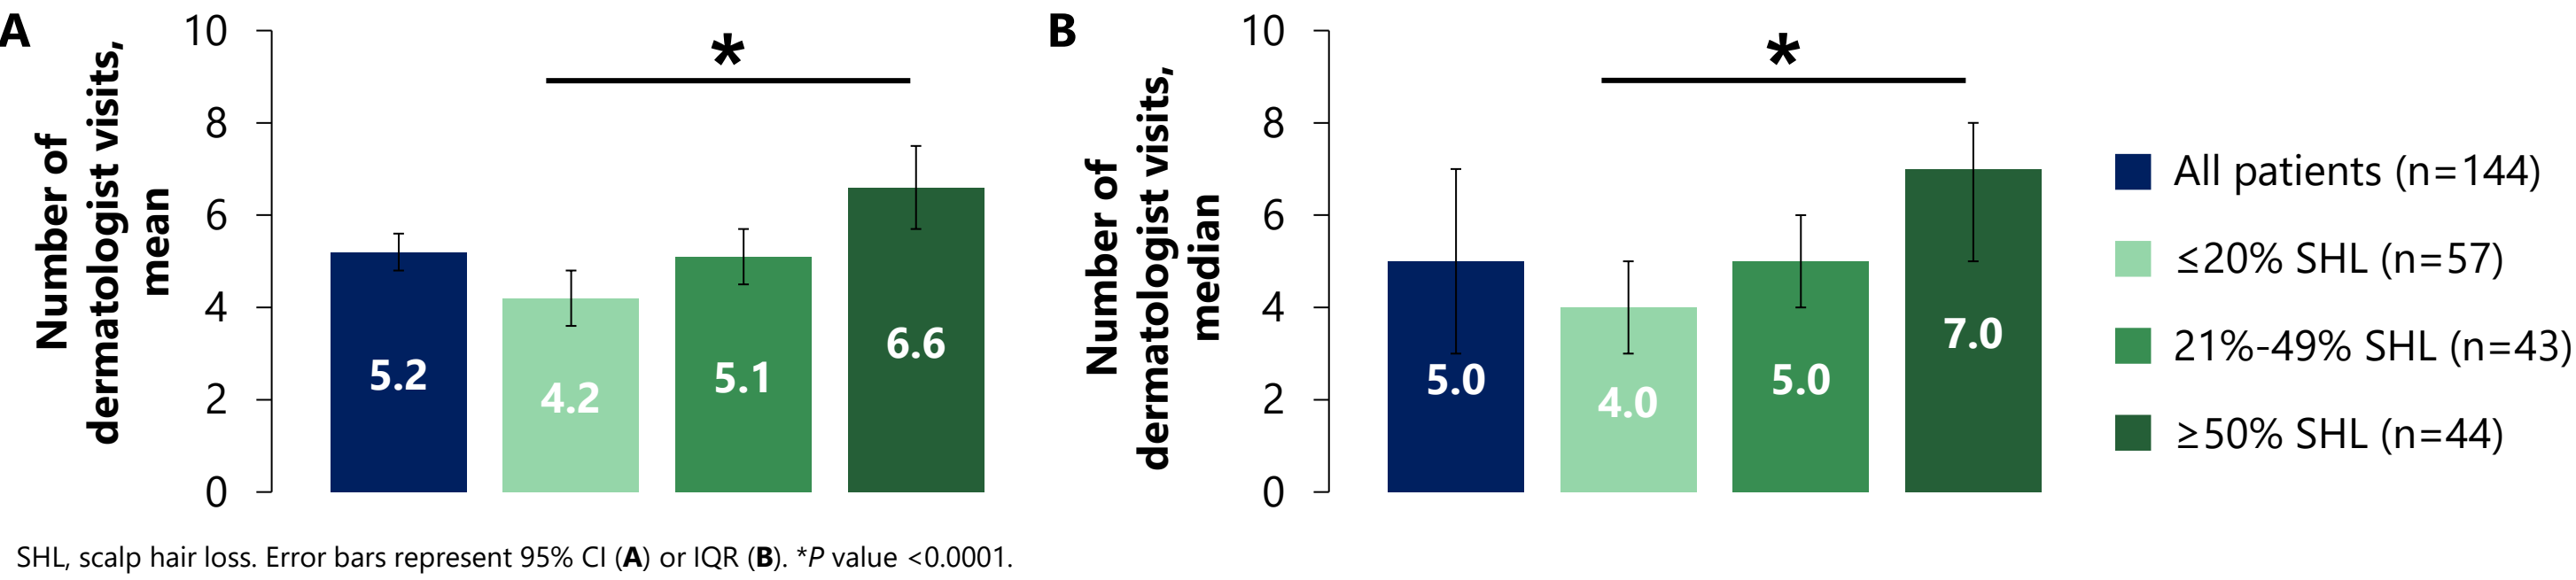 A
Number of
dermatologist visits,
mean
10
8
6
4
2
0
*
5.2
4.2
5.1
6.6
B
Number of
dermatologist visits,
median
10
8
6
4
2
0
*
5.0
4.0
5.0
7.0
All patients (n=144)
≤20% SHL (n=57)
21%-49% SHL (n=43)
≥50% SHL (n=44)
SHL, scalp hair loss. Error bars represent 95% CI (A) or IQR (B). *P value <0.0001.